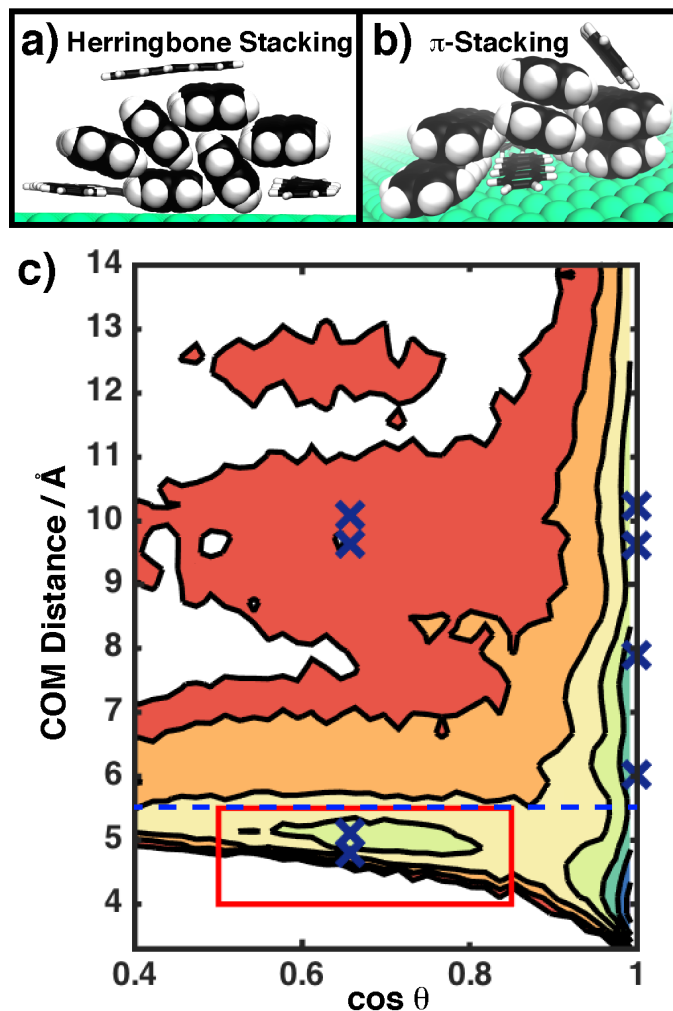 a) Herringbone Stacking
b) π-Stacking
c)
14
13
12
11
10
9
8
7
6
5
4
COM Distance / Å
0.4 0.6 0.8 1
cos θ